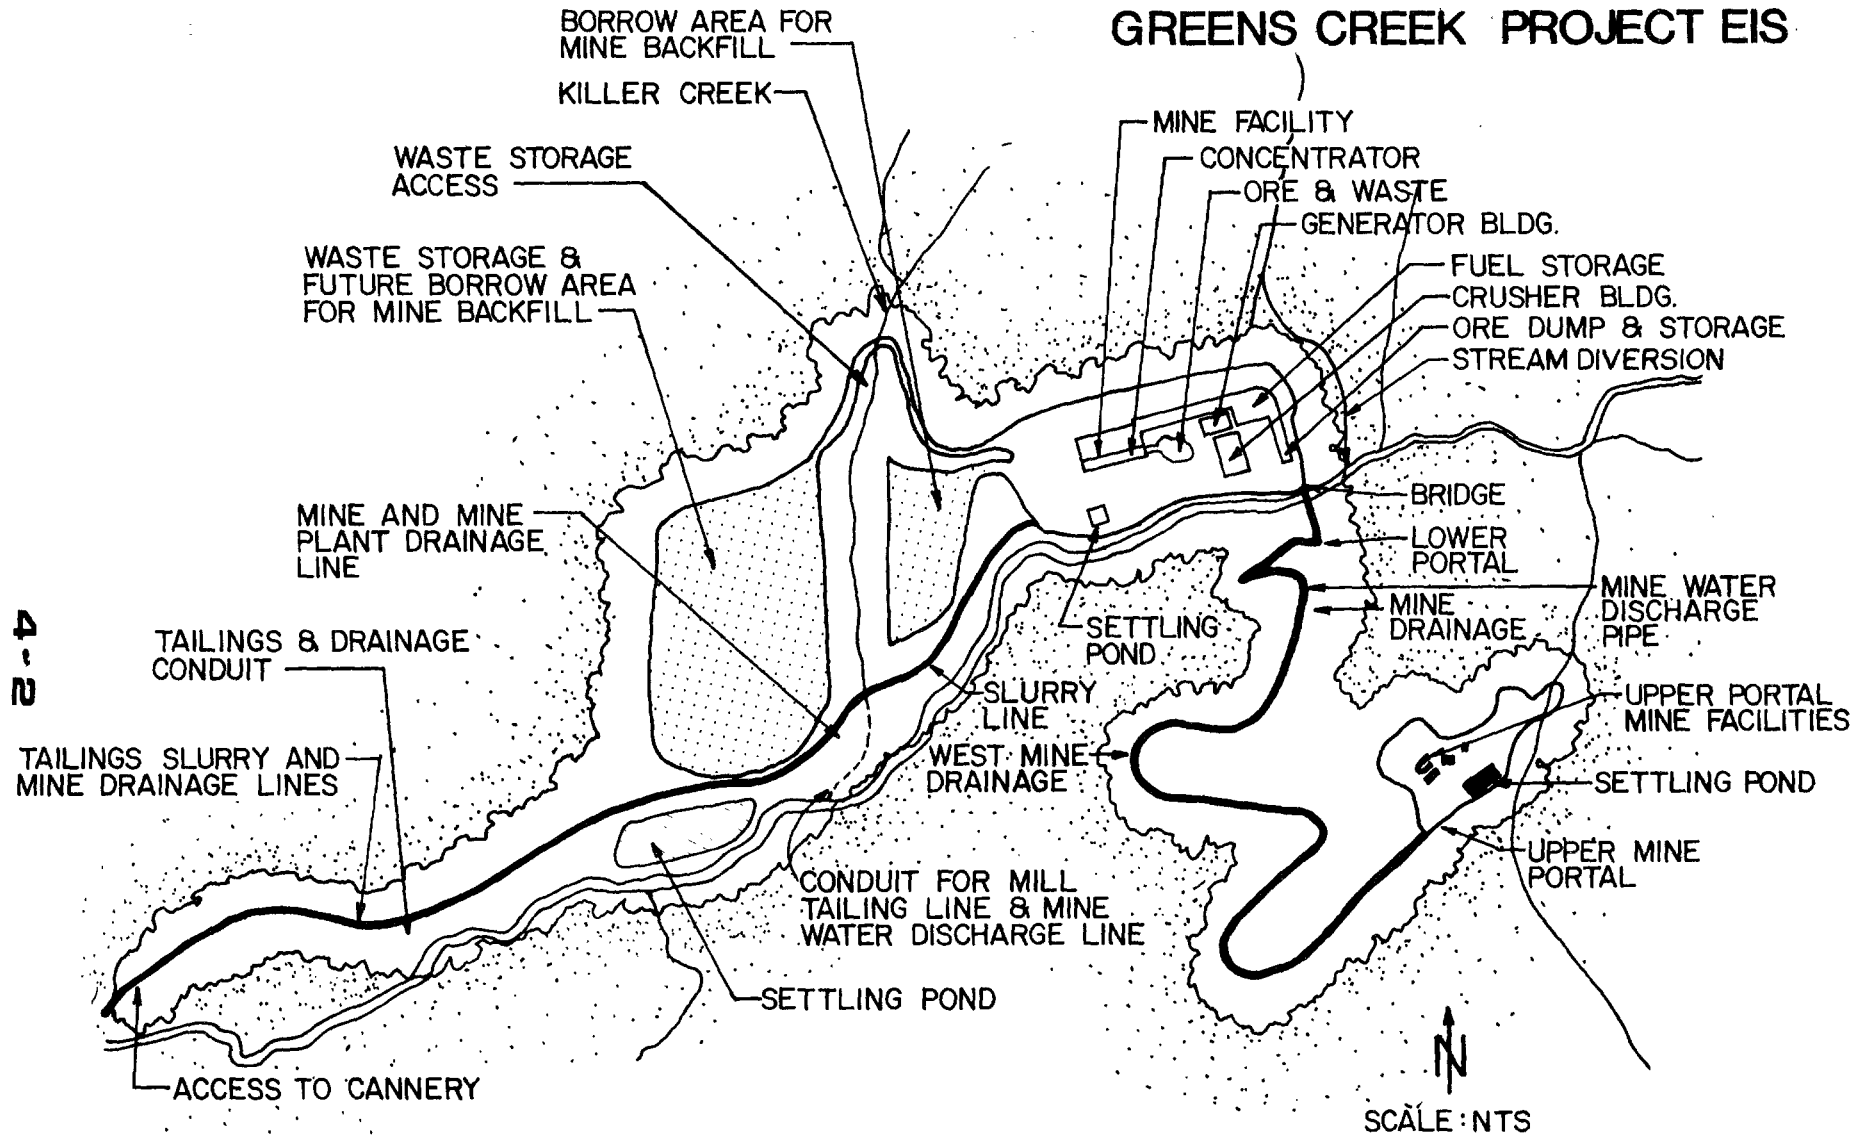 GREENS CREEK PROJECT EIS
BORROW AREA FOR
MINE BACKFILL
KILLER CREEK
WASTE STORAGE
ACCESS
WASTE STORAGE &
FUTURE BORROW AREA
FOR MINE BACKFILL
MINE FACILITY
CONCENTRATOR
ORE & WASTE
GENERATOR BLDG.
FUEL STORAGE
CRUSHER BLDG.
ORE DUMP & STORAGE
STREAM DIVERSION
MINE AND MINE
PLANT DRAINAGE
LINE
BRIDGE
LOWER
PORTAL
MINE WATER
DISCHARGE
PIPE
MINE
DRAINAGE
SETTLING
POND
4-2
TAILINGS & DRAINAGE
CONDUIT
SLURRY
LINE
UPPER PORTAL
MINE FACILITIES
TAILINGS SLURRY AND
MINE DRAINAGE LINES
WEST MINE
DRAINAGE
SETTLING POND
UPPER MINE
PORTAL
CONDUIT FOR MILL
TAILING LINE & MINE
WATER DISCHARGE LINE
SETTLING POND
ACCESS TO CANNERY
N
SCALE: NTS